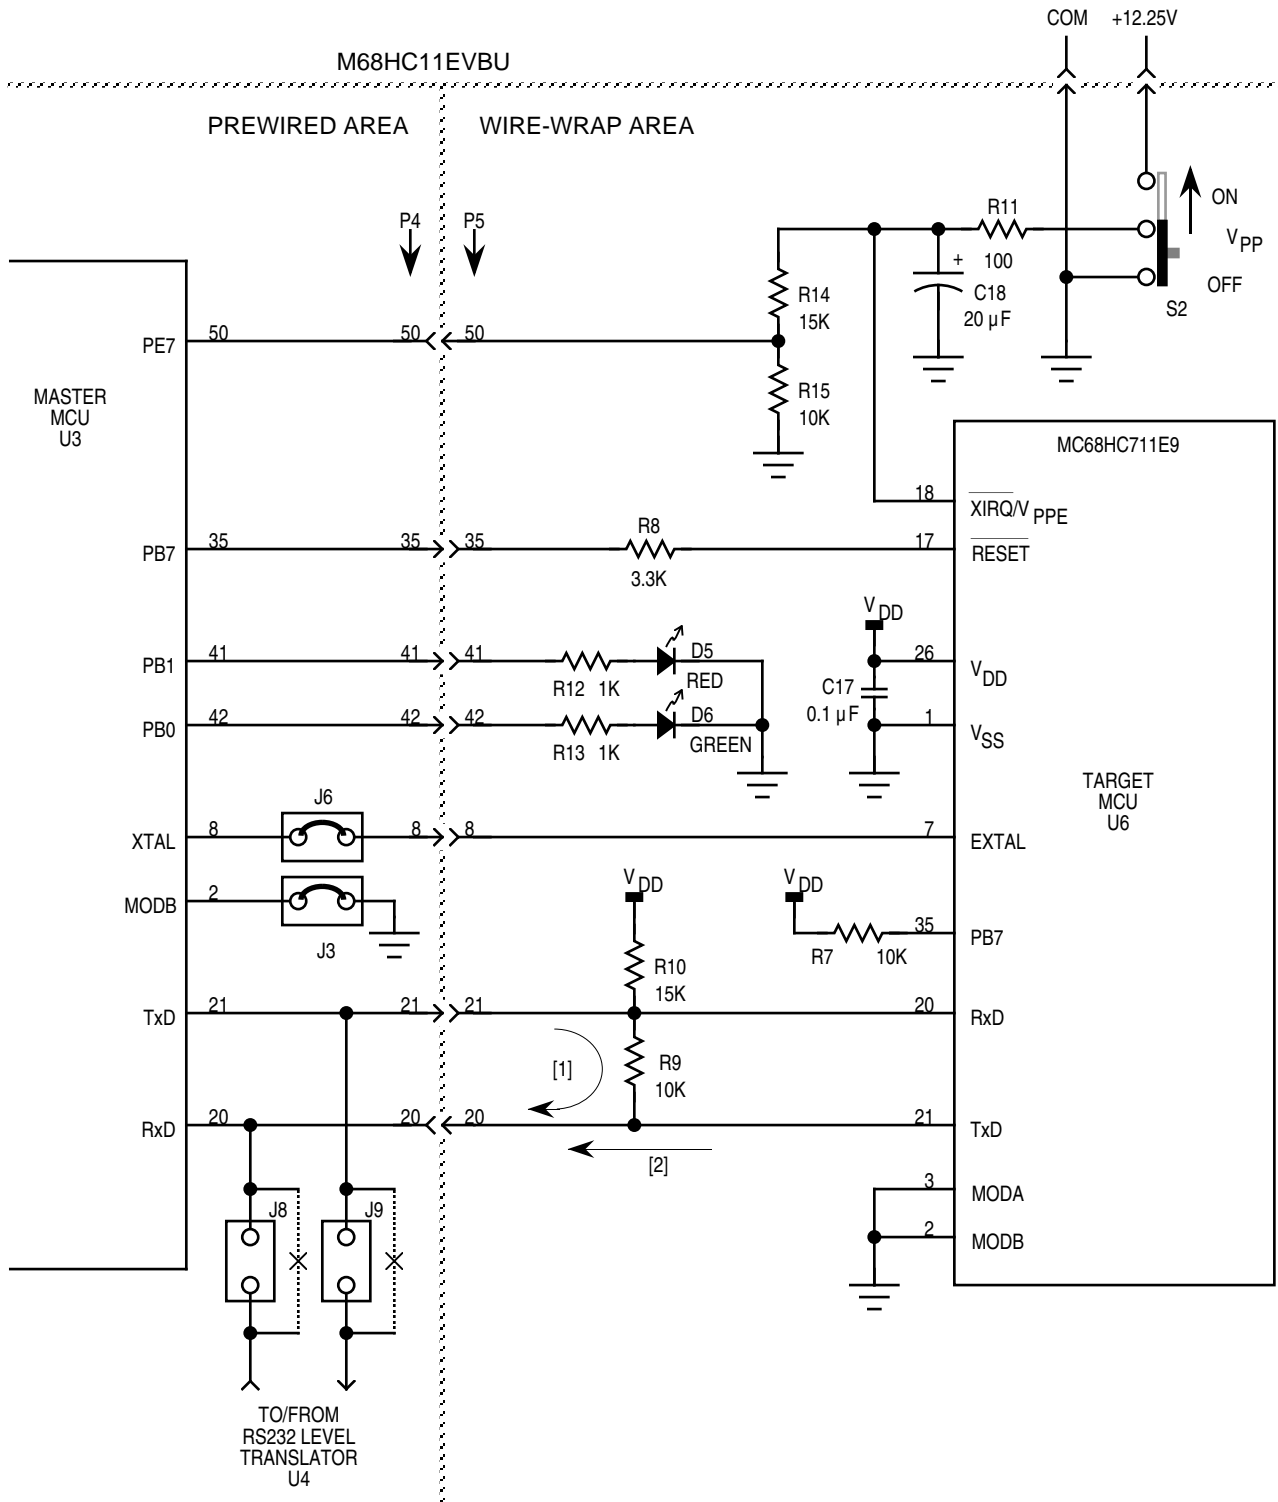 COM +12.25V
M68HC11EVBU
PREWIRED AREA WIRE-WRAP AREA
ON
VPP
OFF
S2
R11
100
+
C18
20 µF
P4 P5
R14
15K
R15
10K
PE7 50 50 50
MASTER
MCU
U3
MC68HC711E9
18 XIRQ/VPPE
R8
3.3K
PB7 35 35 35 17 RESET
VDD
PB1 41 41 41
R12 1K
D5
RED
26 VDD
C17
0.1 µF
PB0 42 42 42
R13 1K
D6
GREEN
1 VSS
TARGET
MCU
U6
J6
XTAL 8 8 8 7 EXTAL
MODB 2
J3
VDD VDD
R7 10K
35 PB7
R10
15K
TxD 21 21 21 20 RxD
[1]
R9
10K
RxD 20 20 20 21 TxD
[2]
3 MODA
2 MODB
J8 J9
TO/FROM
RS232 LEVEL
TRANSLATOR
U4